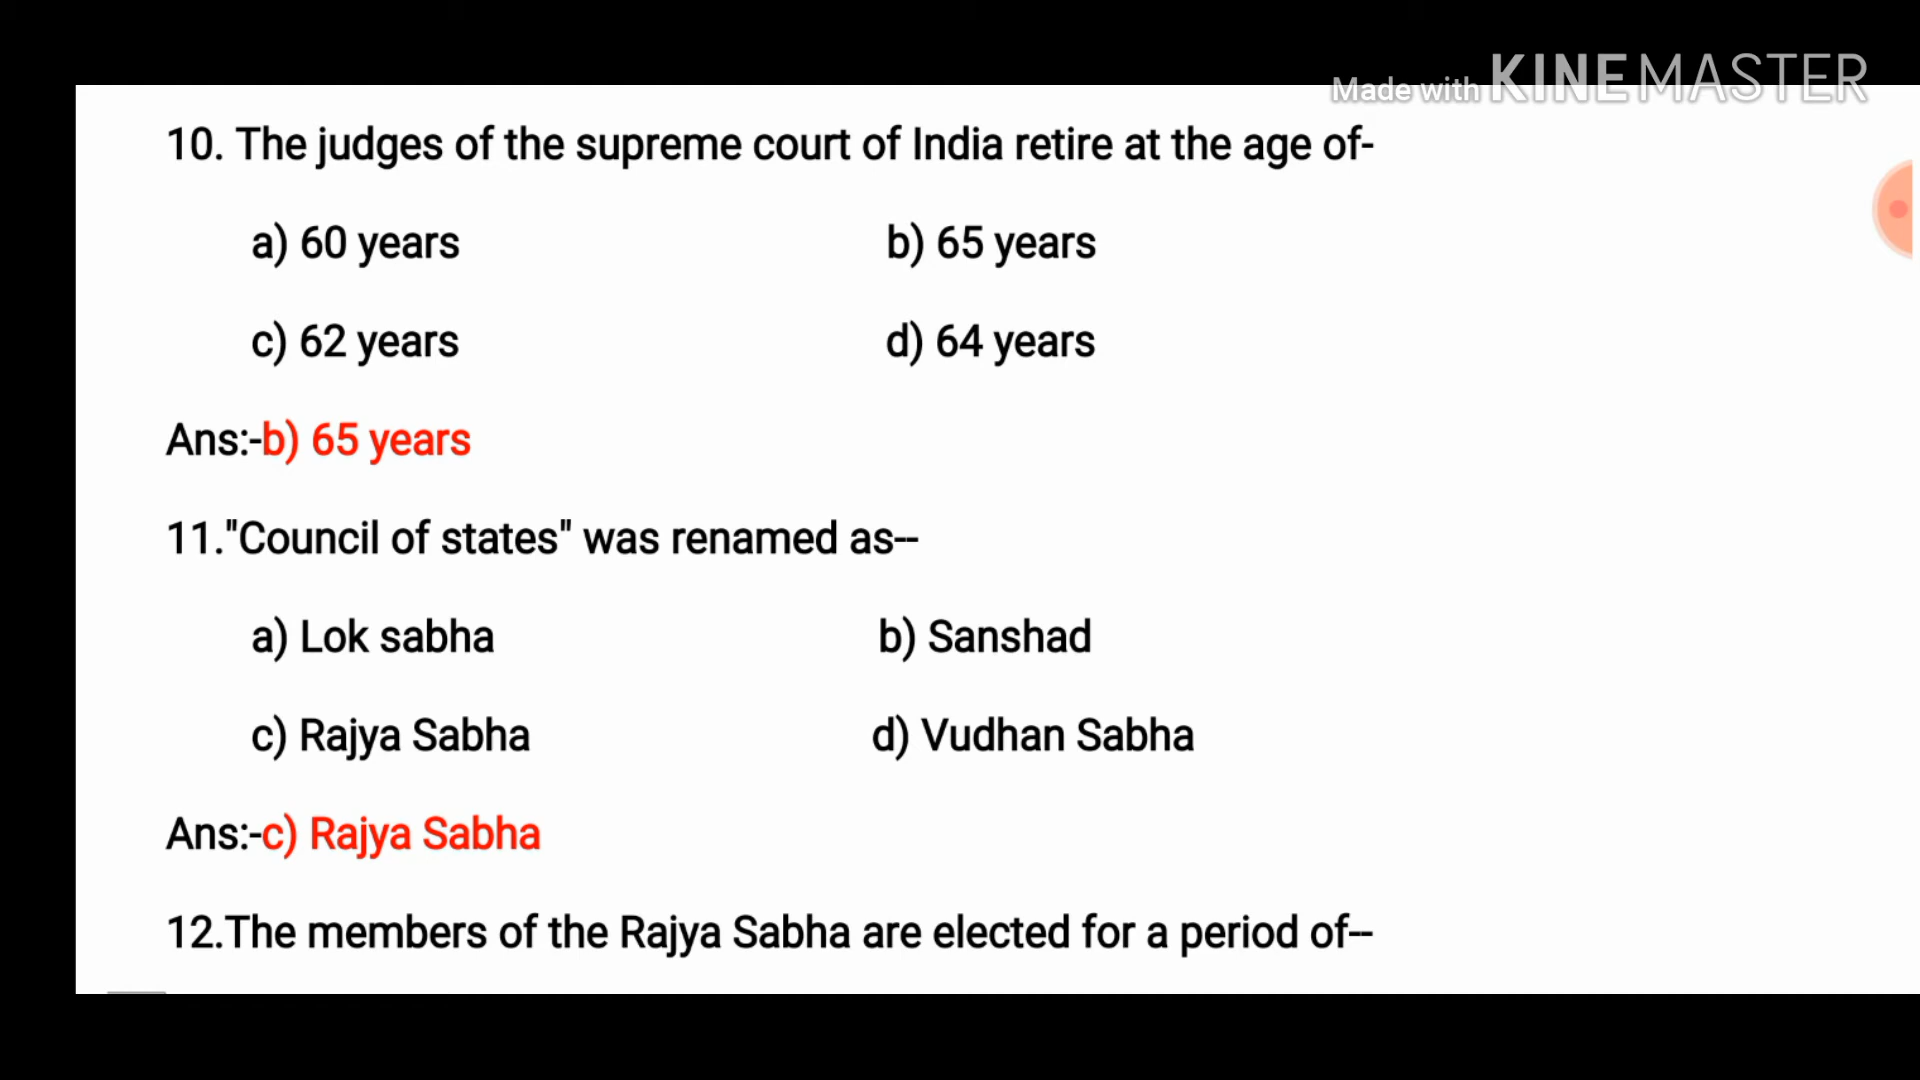 Made with KINEMASTER
10. The judges of the supreme court of India retire at the age of-
a) 60 years b) 65 years
c) 62 years d) 64 years
Ans:-b) 65 years
11."Council of states" was renamed as--
a) Lok sabha b) Sanshad
c) Rajya Sabha d) Vudhan Sabha
Ans:-c) Rajya Sabha
12.The members of the Rajya Sabha are elected for a period of--